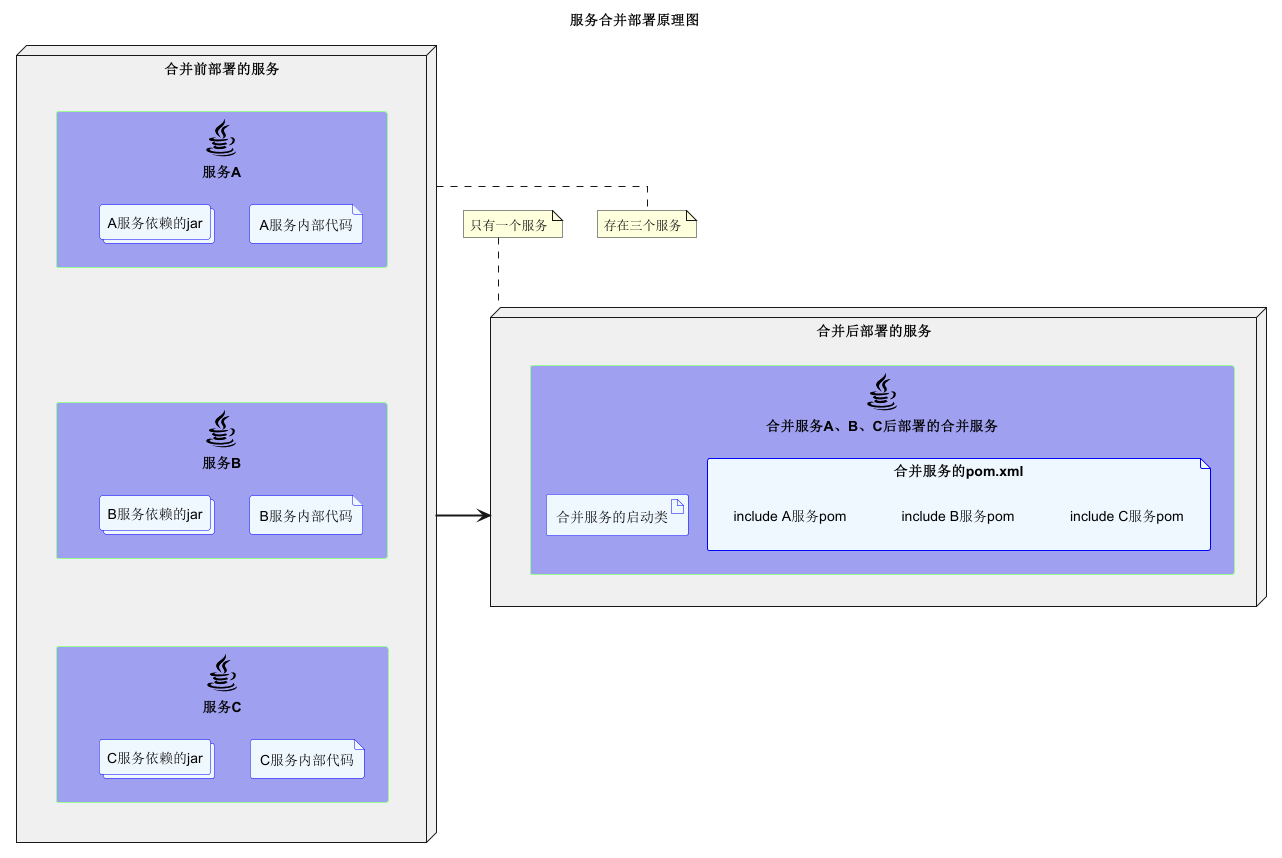 服务合并部署原理图
合并前部署的服务
服务A
A服务依赖的jar
A服务内部代码
服务B
B服务依赖的jar
B服务内部代码
服务C
C服务依赖的jar
C服务内部代码
只有一个服务
存在三个服务
合并后部署的服务
合并服务A、B、C后部署的合并服务
合并服务的启动类
合并服务的pom.xml
include A服务pom
include B服务pom
include C服务pom